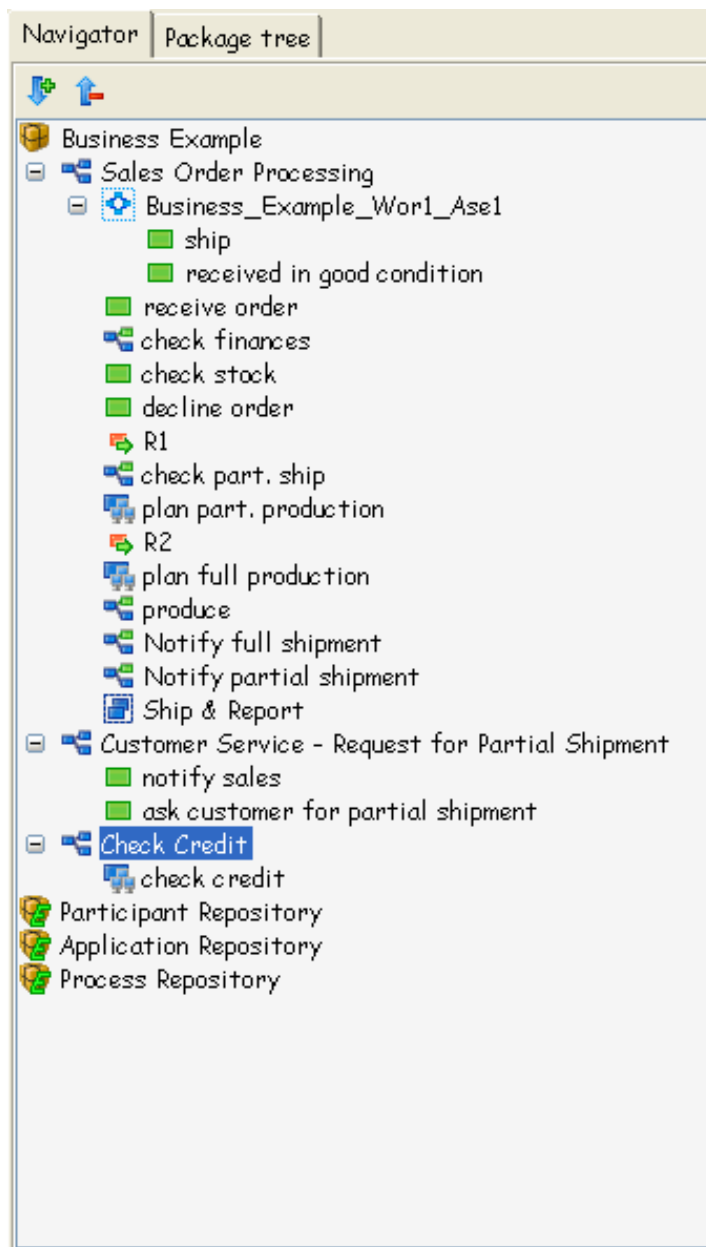 Navigator Package tree
Business Example
Sales Order Processing
Business_Example_Wor1_Ase1
ship
received in good condition
receive order
check finances
check stock
decline order
R1
check part. ship
plan part. production
R2
plan full production
produce
Notify full shipment
Notify partial shipment
Ship & Report
Customer Service - Request for Partial Shipment
notify sales
ask customer for partial shipment
Check Credit
check credit
Participant Repository
Application Repository
Process Repository